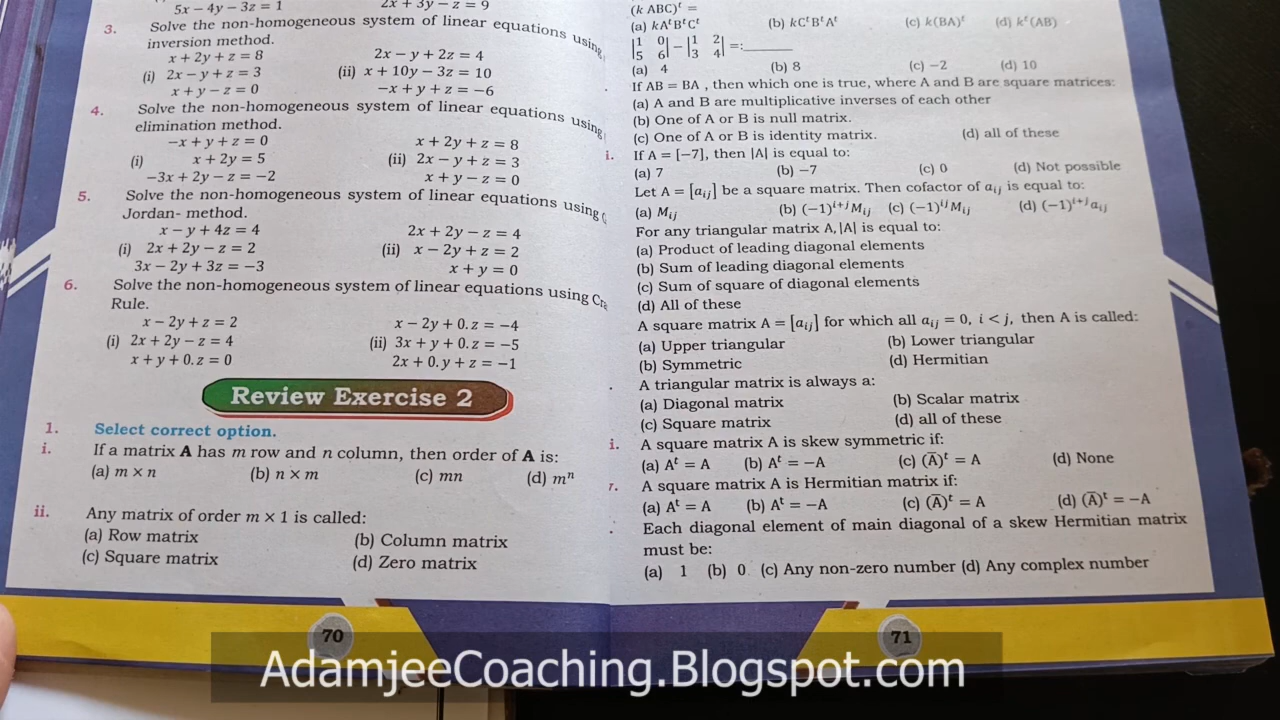 5x − 4y − 3z = 1 2x + 3y − z = 9
3. Solve the non-homogeneous system of linear equations using
inversion method.
x + 2y + z = 8 2x − y + 2z = 4
(i) 2x − y + z = 3 (ii) x + 10y − 3z = 10
x + y − z = 0 −x + y + z = −6
4. Solve the non-homogeneous system of linear equations using
elimination method.
−x + y + z = 0 x + 2y + z = 8
(i) x + 2y = 5 (ii) 2x − y + z = 3
−3x + 2y − z = −2 x + y − z = 0
5. Solve the non-homogeneous system of linear equations using
Jordan- method.
x − y + 4z = 4 2x + 2y − z = 4
(i) 2x + 2y − z = 2 (ii) x − 2y + z = 2
3x − 2y + 3z = −3 x + y = 0
6. Solve the non-homogeneous system of linear equations using
Rule.
x − 2y + z = 2 x − 2y + 0.z = −4
(i) 2x + 2y − z = 4 (ii) 3x + y + 0.z = −5
x + y + 0.z = 0 2x + 0.y + z = −1
Review Exercise 2
1. Select correct option.
i. If a matrix A has m row and n column, then order of A is:
(a) m × n (b) n × m (c) mn (d) mⁿ
ii. Any matrix of order m × 1 is called:
(a) Row matrix (b) Column matrix
(c) Square matrix (d) Zero matrix
70
(k ABC)ᵗ =
(a) kAᵗBᵗCᵗ (b) kCᵗBᵗAᵗ (c) k(BA)ᵗ (d) kᵗ(AB)
|1 0| − |1 2| =:______
|5 6| |3 4|
(a) 4 (b) 8 (c) −2 (d) 10
If AB = BA , then which one is true, where A and B are square matrices:
(a) A and B are multiplicative inverses of each other
(b) One of A or B is null matrix.
(c) One of A or B is identity matrix. (d) all of these
i. If A = [−7], then |A| is equal to:
(a) 7 (b) −7 (c) 0 (d) Not possible
Let A = [aᵢⱼ] be a square matrix. Then cofactor of aᵢⱼ is equal to:
(a) Mᵢⱼ (b) (−1)ⁱ⁺ʲMᵢⱼ (c) (−1)ⁱʲMᵢⱼ (d) (−1)ⁱ⁺ʲaᵢⱼ
For any triangular matrix A, |A| is equal to:
(a) Product of leading diagonal elements
(b) Sum of leading diagonal elements
(c) Sum of square of diagonal elements
(d) All of these
A square matrix A = [aᵢⱼ] for which all aᵢⱼ = 0, i < j, then A is called:
(a) Upper triangular (b) Lower triangular
(b) Symmetric (d) Hermitian
A triangular matrix is always a:
(a) Diagonal matrix (b) Scalar matrix
(c) Square matrix (d) all of these
i. A square matrix A is skew symmetric if:
(a) Aᵗ = A (b) Aᵗ = −A (c) (Ā)ᵗ = A (d) None
A square matrix A is Hermitian matrix if:
(a) Aᵗ = A (b) Aᵗ = −A (c) (Ā)ᵗ = A (d) (Ā)ᵗ = −A
Each diagonal element of main diagonal of a skew Hermitian matrix
must be:
(a) 1 (b) 0 (c) Any non-zero number (d) Any complex number
71
AdamjeeCoaching.Blogspot.com